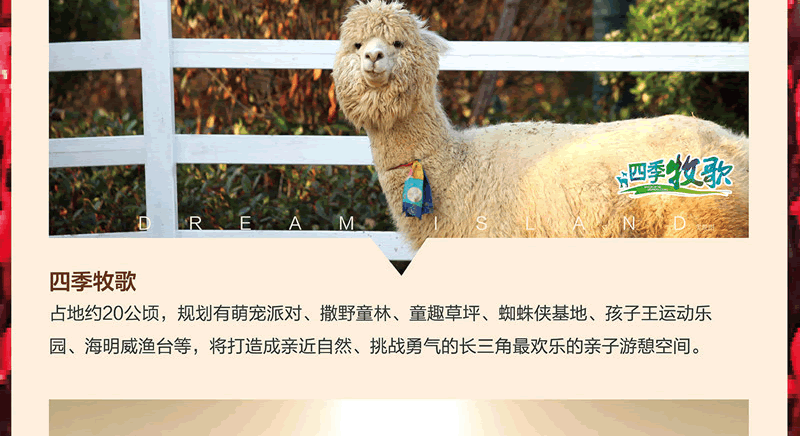 四季牧歌
DREAM ISLAND
四季牧歌
占地约20公顷，规划有萌宠派对、撒野童林、童趣草坪、蜘蛛侠基地、孩子王运动乐
园、海明威渔台等，将打造成亲近自然、挑战勇气的长三角最欢乐的亲子游憩空间。